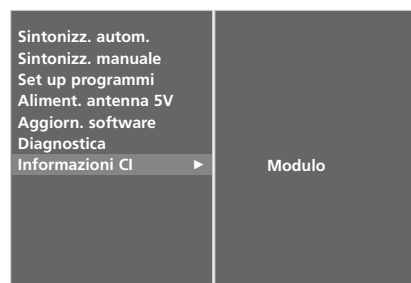 Sintonizz. autom.
Sintonizz. manuale
Set up programmi
Aliment. antenna 5V
Aggiorn. software
Diagnostica
Informazioni CI ►
Modulo